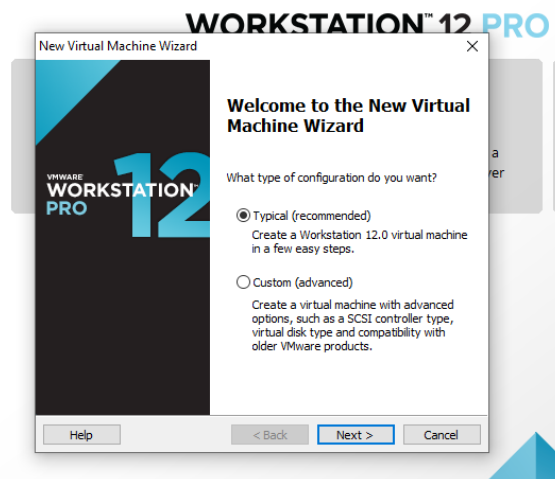 WORKSTATION™ 12 PRO
New Virtual Machine Wizard
VMWARE
WORKSTATION™
PRO
12
Welcome to the New Virtual
Machine Wizard
What type of configuration do you want?
Typical (recommended)
Create a Workstation 12.0 virtual machine
in a few easy steps.
Custom (advanced)
Create a virtual machine with advanced
options, such as a SCSI controller type,
virtual disk type and compatibility with
older VMware products.
a
Help
< Back
Next >
Cancel